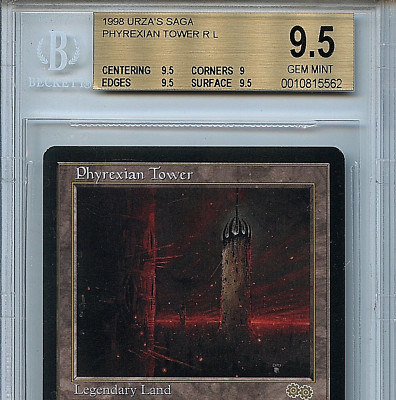 1998 URZA'S SAGA
PHYREXIAN TOWER R L
CENTERING 9.5 CORNERS 9
EDGES 9.5 SURFACE 9.5
9.5
GEM MINT
0010815562
B
BECKETT
Phyrexian Tower
Legendary Land